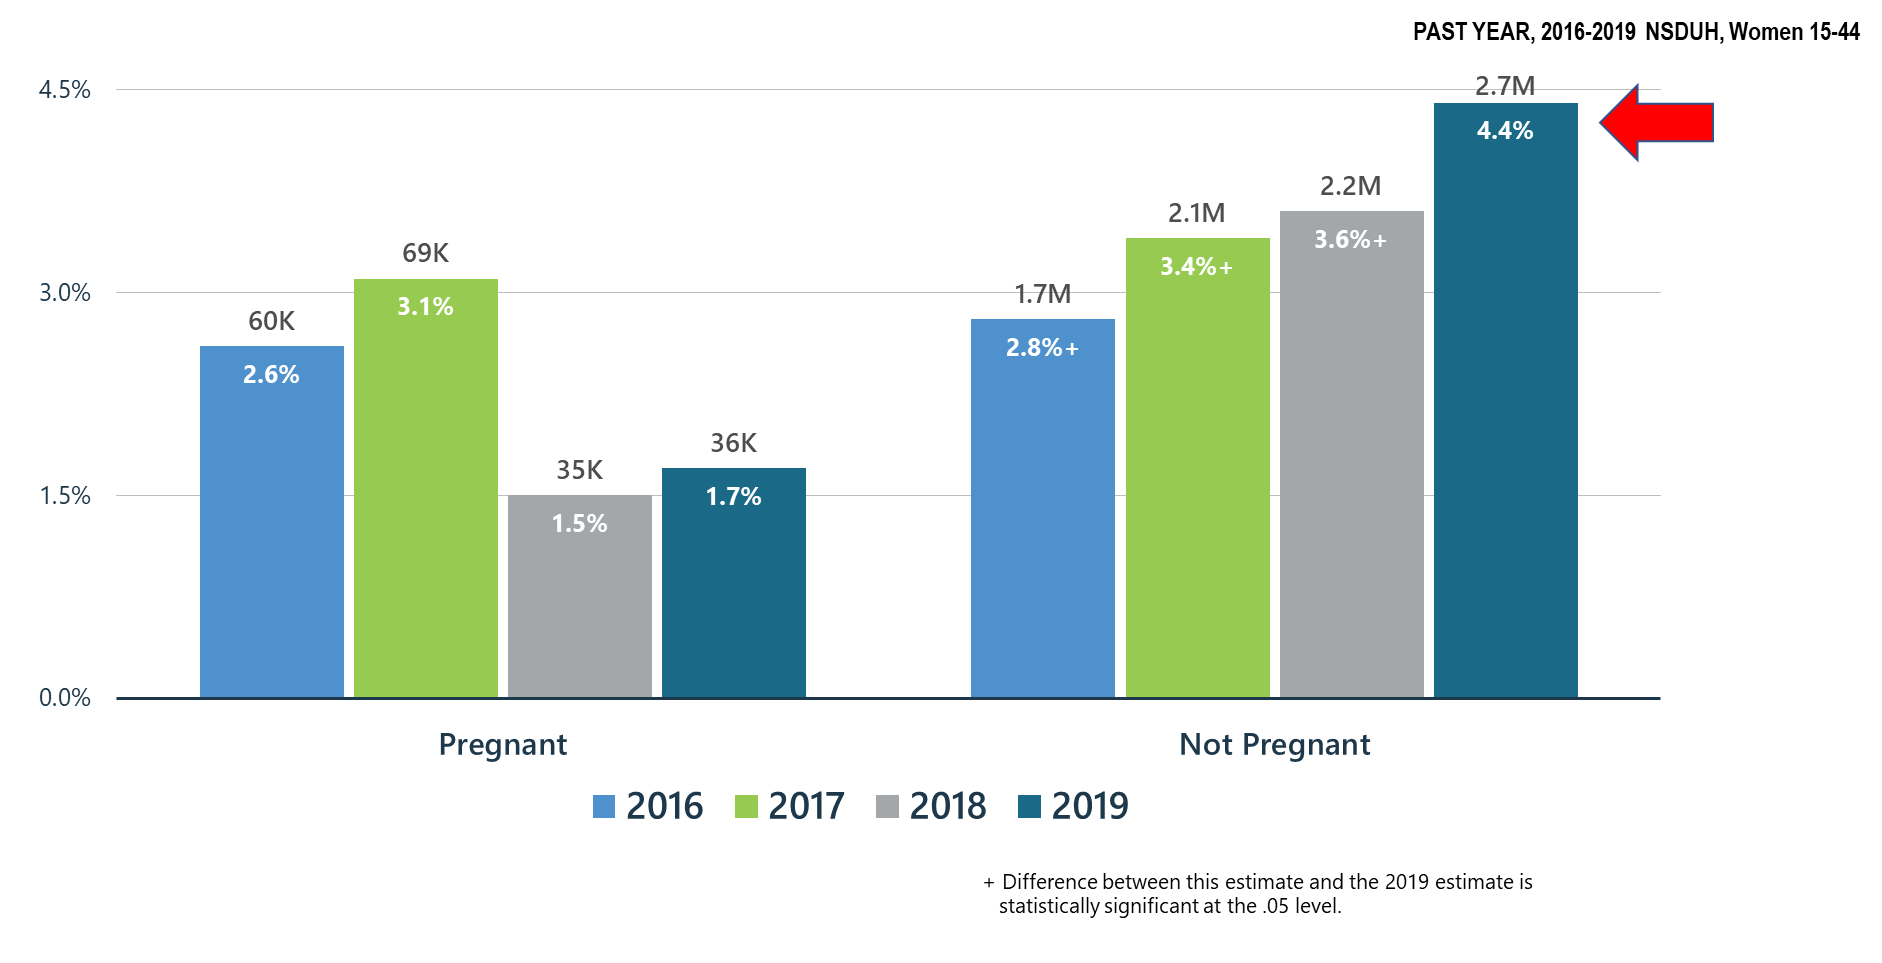 PAST YEAR, 2016-2019 NSDUH, Women 15-44
4.5%
3.0%
1.5%
0.0%
60K
2.6%
69K
3.1%
35K
1.5%
36K
1.7%
1.7M
2.8%+
2.1M
3.4%+
2.2M
3.6%+
2.7M
4.4%
Pregnant
Not Pregnant
2016 2017 2018 2019
+ Difference between this estimate and the 2019 estimate is
statistically significant at the .05 level.